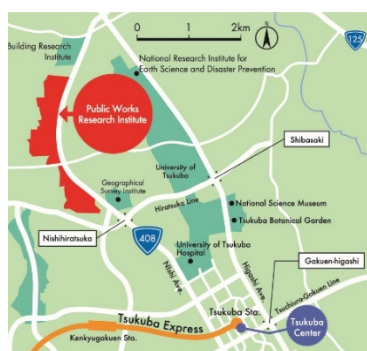 0 1 2km
N
125
Building Research
Institute
National Research Institute for
Earth Science and Disaster Prevention
Public Works
Research Institute
Shibasaki
University of
Tsukuba
Geographical
Survey Institute
Hiratsuka Line
National Science Museum
Tsukuba Botanical Garden
Nishihiratsuka
408
University of Tsukuba
Hospital
Nishi Ave.
Higashi Ave.
Gakuen-higashi
Tsuchiura-Gakuen Line
Tsukuba Sta.
Tsukuba Express
Kenkyugakuen Sta.
Tsukuba
Center